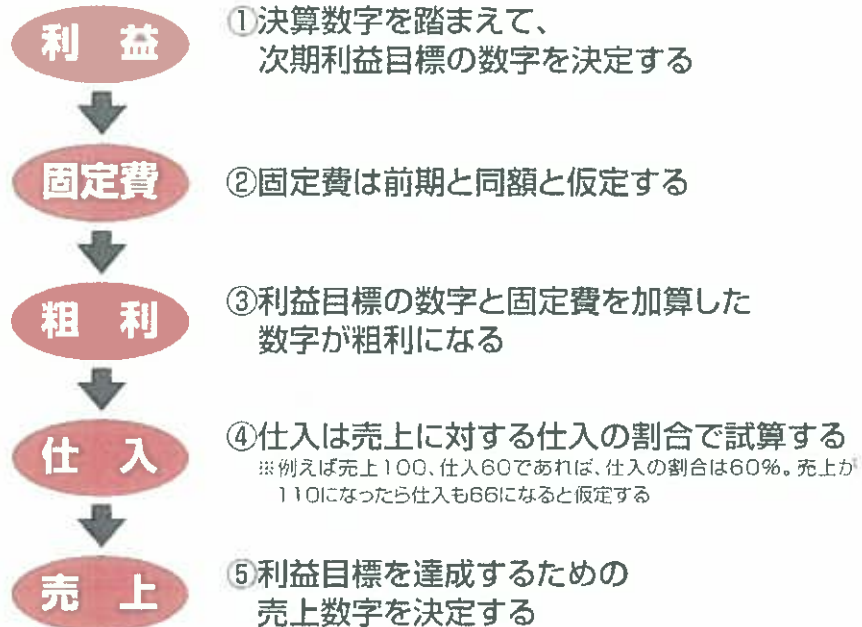 利 益
①決算数字を踏まえて、
次期利益目標の数字を決定する
固定費
②固定費は前期と同額と仮定する
粗 利
③利益目標の数字と固定費を加算した
数字が粗利になる
仕 入
④仕入は売上に対する仕入の割合で試算する
※例えば売上100、仕入60であれば、仕入の割合は60%。売上が
110になったら仕入も66になると仮定する
売 上
⑤利益目標を達成するための
売上数字を決定する